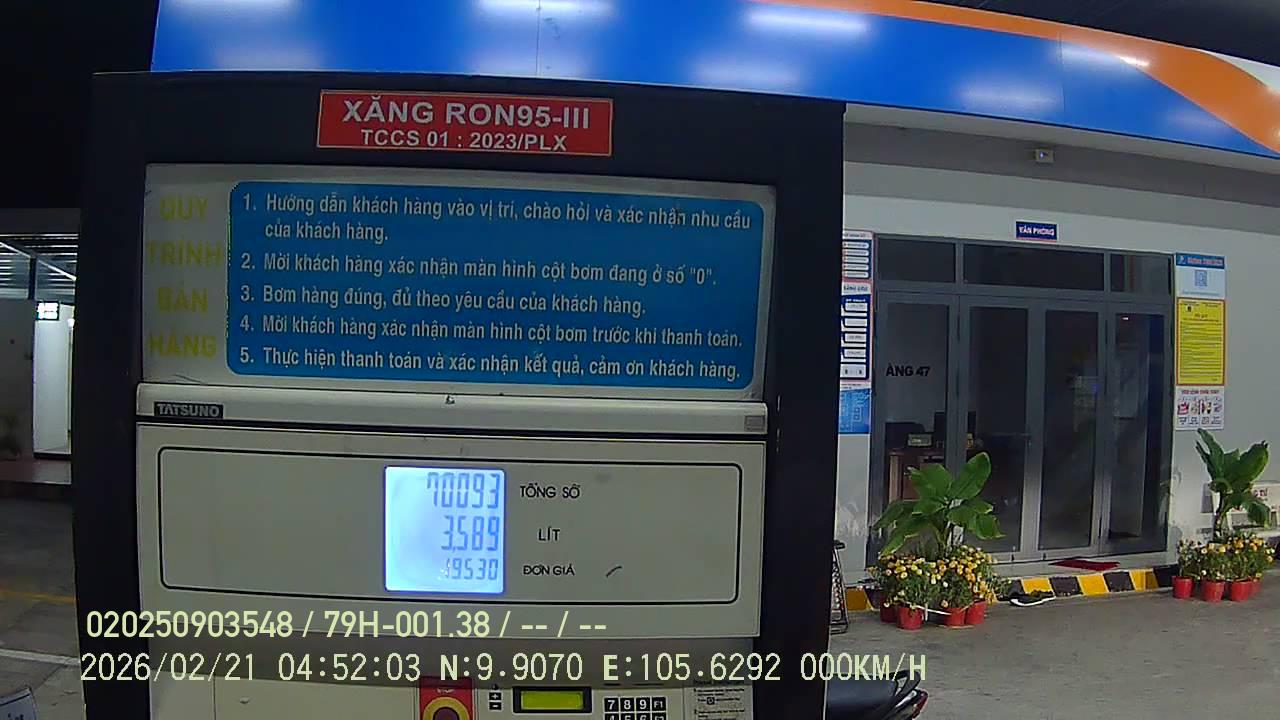 XĂNG RON95-III
TCCS 01 : 2023/PLX
QUY
TRÌNH
BÁN
HÀNG
1. Hướng dẫn khách hàng vào vị trí, chào hỏi và xác nhận nhu cầu
của khách hàng.
2. Mời khách hàng xác nhận màn hình cột bơm đang ở số "0".
3. Bơm hàng đúng, đủ theo yêu cầu của khách hàng.
4. Mời khách hàng xác nhận màn hình cột bơm trước khi thanh toán.
5. Thực hiện thanh toán và xác nhận kết quả, cảm ơn khách hàng.
TATSUNO
70093 TỔNG SỐ
3.589 LÍT
19530 ĐƠN GIÁ
VĂN PHÒNG
ÀNG 47
020250903548 / 79H-001.38 / -- / --
2026/02/21 04:52:03 N:9.9070 E:105.6292 000KM/H
STOP
7 8 9 F1